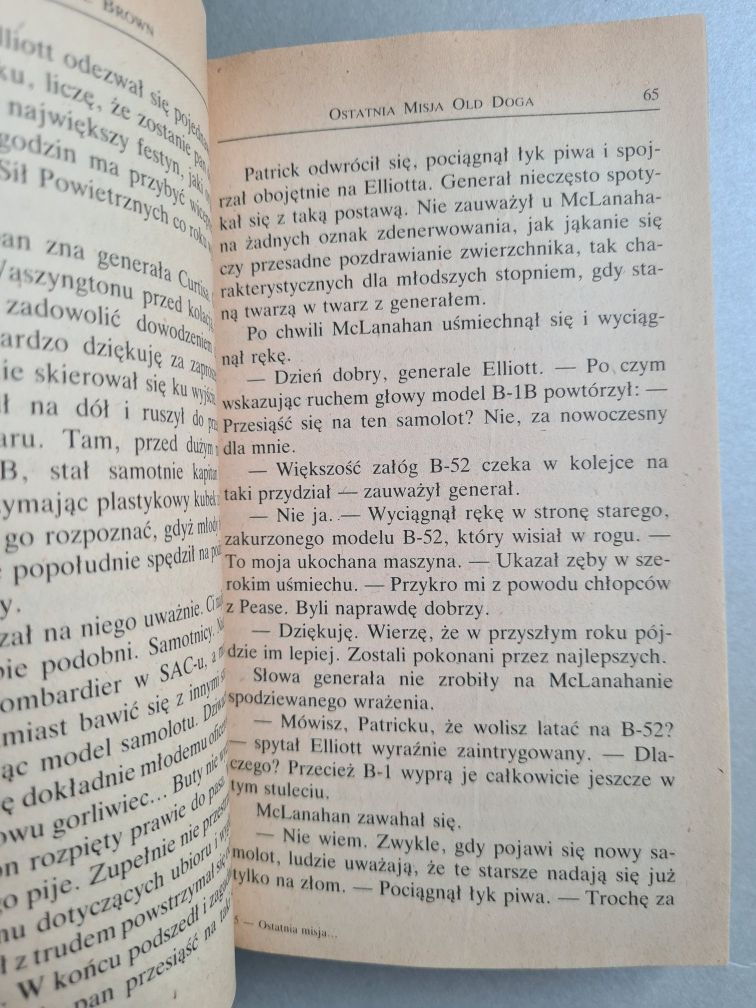 BROWN
lliott odezwał się
ku, liczę, że zostanie pan
największy festyn, jaki
godzin ma przybyć
Sił Powietrznych co roku
an zna generała Curtisa,
Waszyngtonu przed kolacją
zadowolić dowodzeniem
ardzo dziękuję za
ie skierował się ku wyjściu
ł na dół i ruszył do
aru. Tam, przed dużym
B, stał samotnie kapitan
ymając plastykowy kubek z
go rozpoznać, gdyż młody
popołudnie spędził na
y.
zał na niego uważnie. Ci
bie podobni. Samotnicy.
ombardier w SAC-u, a
miast bawić się z innymi
ąc model samolotu.
ę dokładnie młodemu
owu gorliwiec... Buty nie
on rozpięty prawie do pasa
go pije. Zupełnie nie
mu dotyczących ubioru i
ł z trudem powstrzymał się
W końcu podszedł i
pan przesiąść na tak
OSTATNIA MISJA OLD DOGA 65
Patrick odwrócił się, pociągnął łyk piwa i spoj-
rzał obojętnie na Elliotta. Generał nieczęsto spoty-
kał się z taką postawą. Nie zauważył u McLanaha-
na żadnych oznak zdenerwowania, jak jąkanie się
czy przesadne pozdrawianie zwierzchnika, tak cha-
rakterystycznych dla młodszych stopniem, gdy sta-
ną twarzą w twarz z generałem.
Po chwili McLanahan uśmiechnął się i wyciąg-
nął rękę.
— Dzień dobry, generale Elliott. — Po czym
wskazując ruchem głowy model B-1B powtórzył: —
Przesiąść się na ten samolot? Nie, za nowoczesny
dla mnie.
— Większość załóg B-52 czeka w kolejce na
taki przydział — zauważył generał.
— Nie ja. — Wyciągnął rękę w stronę starego,
zakurzonego modelu B-52, który wisiał w rogu. —
To moja ukochana maszyna. — Ukazał zęby w sze-
rokim uśmiechu. — Przykro mi z powodu chłopców
z Pease. Byli naprawdę dobrzy.
— Dziękuję. Wierzę, że w przyszłym roku pój-
dzie im lepiej. Zostali pokonani przez najlepszych.
Słowa generała nie zrobiły na McLanahanie
spodziewanego wrażenia.
— Mówisz, Patricku, że wolisz latać na B-52?
— spytał Elliott wyraźnie zaintrygowany. — Dla-
czego? Przecież B-1 wyprą je całkowicie jeszcze w
tym stuleciu.
McLanahan zawahał się.
— Nie wiem. Zwykle, gdy pojawi się nowy sa-
molot, ludzie uważają, że te starsze nadają się już
tylko na złom. — Pociągnął łyk piwa. — Trochę za
5 — Ostatnia misja...